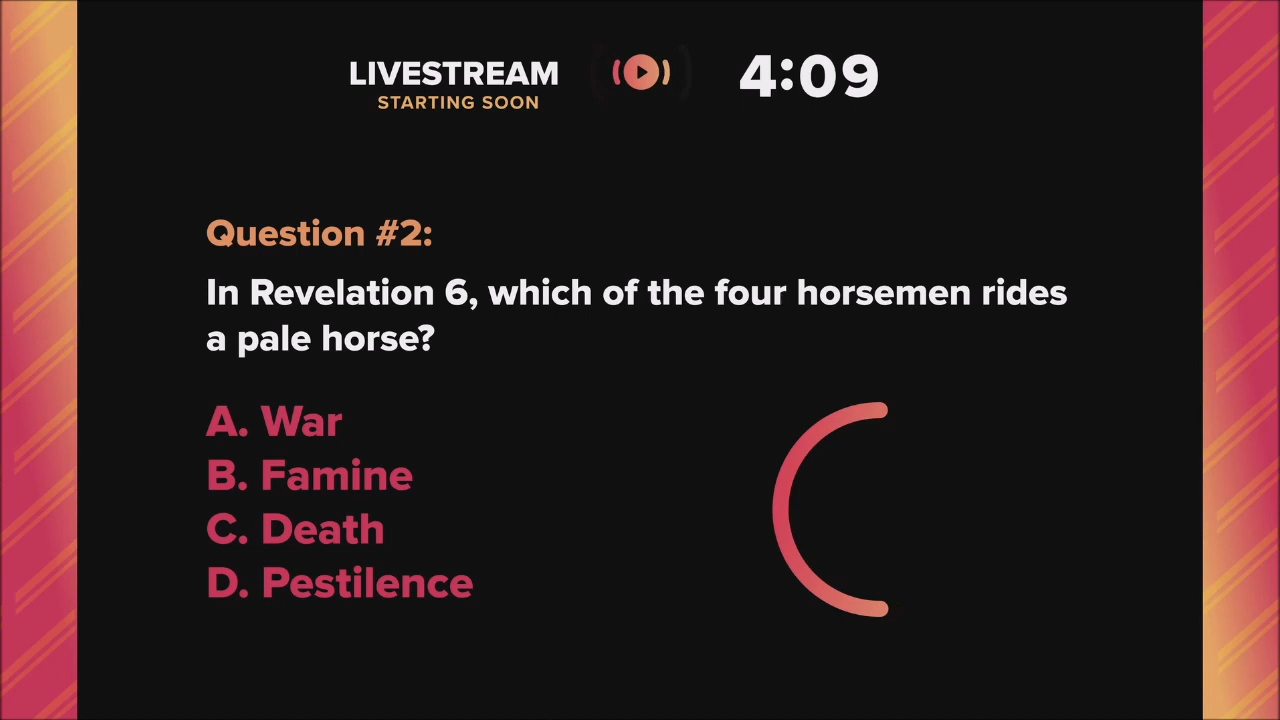 LIVESTREAM
STARTING SOON
4:09
Question #2:
In Revelation 6, which of the four horsemen rides
a pale horse?
A. War
B. Famine
C. Death
D. Pestilence